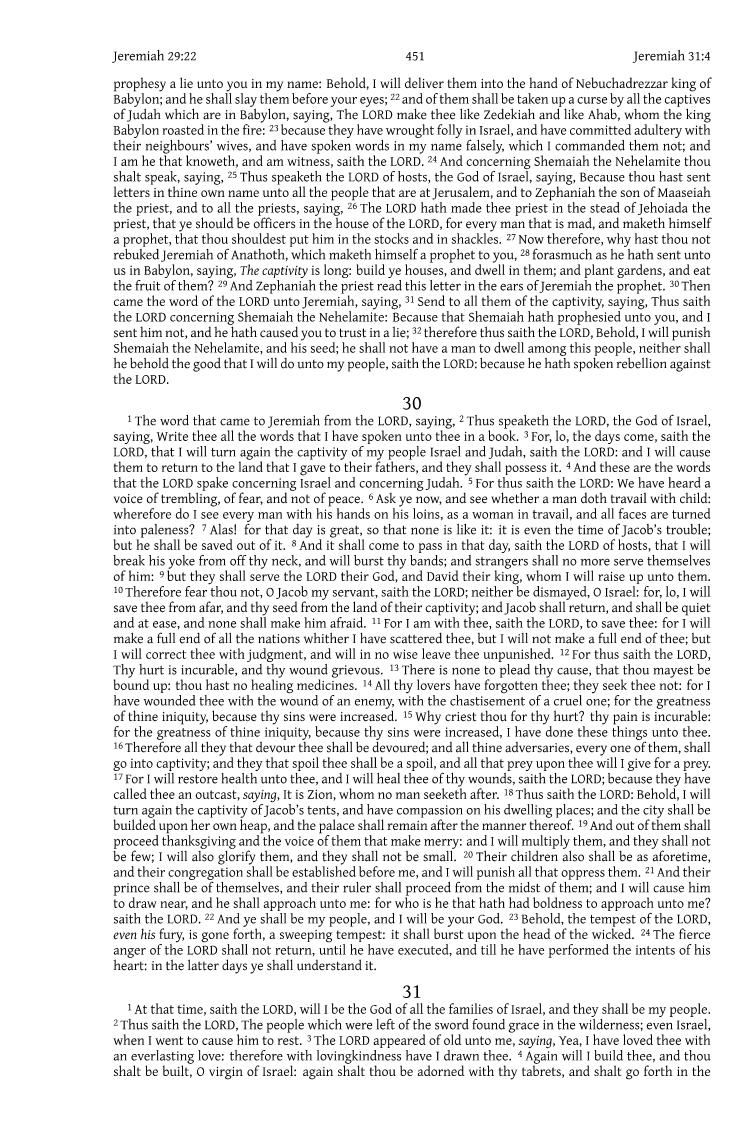 Jeremiah 29:22 451 Jeremiah 31:4
prophesy a lie unto you in my name: Behold, I will deliver them into the hand of Nebuchadrezzar king of
Babylon; and he shall slay them before your eyes; 22 and of them shall be taken up a curse by all the captives
of Judah which are in Babylon, saying, The LORD make thee like Zedekiah and like Ahab, whom the king of
Babylon roasted in the fire: 23 because they have wrought folly in Israel, and have committed adultery with
their neighbours' wives, and have spoken words in my name falsely, which I commanded them not; and
I am he that knoweth, and am witness, saith the LORD. 24 And concerning Shemaiah the Nehelamite thou
shalt speak, saying, 25 Thus speaketh the LORD of hosts, the God of Israel, saying, Because thou hast sent
letters in thine own name unto all the people that are at Jerusalem, and to Zephaniah the son of Maaseiah
the priest, and to all the priests, saying, 26 The LORD hath made thee priest in the stead of Jehoiada the
priest, that ye should be officers in the house of the LORD, for every man that is mad, and maketh himself
a prophet, that thou shouldest put him in the stocks and in shackles. 27 Now therefore, why hast thou not
rebuked Jeremiah of Anathoth, which maketh himself a prophet to you, 28 forasmuch as he hath sent unto
us in Babylon, saying, The captivity is long: build ye houses, and dwell in them; and plant gardens, and eat
the fruit of them? 29 And Zephaniah the priest read this letter in the ears of Jeremiah the prophet. 30 Then
came the word of the LORD unto Jeremiah, saying, 31 Send to all them of the captivity, saying, Thus saith
the LORD concerning Shemaiah the Nehelamite: Because that Shemaiah hath prophesied unto you, and I
sent him not, and he hath caused you to trust in a lie; 32 therefore thus saith the LORD, Behold, I will punish
Shemaiah the Nehelamite, and his seed; he shall not have a man to dwell among this people, neither shall
he behold the good that I will do unto my people, saith the LORD: because he hath spoken rebellion against
the LORD.
30
1 The word that came to Jeremiah from the LORD, saying, 2 Thus speaketh the LORD, the God of Israel,
saying, Write thee all the words that I have spoken unto thee in a book. 3 For, lo, the days come, saith the
LORD, that I will turn again the captivity of my people Israel and Judah, saith the LORD: and I will cause
them to return to the land that I gave to their fathers, and they shall possess it. 4 And these are the words
that the LORD spake concerning Israel and concerning Judah. 5 For thus saith the LORD: We have heard a
voice of trembling, of fear, and not of peace. 6 Ask ye now, and see whether a man doth travail with child:
wherefore do I see every man with his hands on his loins, as a woman in travail, and all faces are turned
into paleness? 7 Alas! for that day is great, so that none is like it: it is even the time of Jacob's trouble;
but he shall be saved out of it. 8 And it shall come to pass in that day, saith the LORD of hosts, that I will
break his yoke from off thy neck, and will burst thy bands; and strangers shall no more serve themselves
of him: 9 but they shall serve the LORD their God, and David their king, whom I will raise up unto them.
10 Therefore fear thou not, O Jacob my servant, saith the LORD; neither be dismayed, O Israel: for, lo, I will
save thee from afar, and thy seed from the land of their captivity; and Jacob shall return, and shall be quiet
and at ease, and none shall make him afraid. 11 For I am with thee, saith the LORD, to save thee: for I will
make a full end of all the nations whither I have scattered thee, but I will not make a full end of thee; but
I will correct thee with judgment, and will in no wise leave thee unpunished. 12 For thus saith the LORD,
Thy hurt is incurable, and thy wound grievous. 13 There is none to plead thy cause, that thou mayest be
bound up: thou hast no healing medicines. 14 All thy lovers have forgotten thee; they seek thee not: for I
have wounded thee with the wound of an enemy, with the chastisement of a cruel one; for the greatness
of thine iniquity, because thy sins were increased. 15 Why criest thou for thy hurt? thy pain is incurable:
for the greatness of thine iniquity, because thy sins were increased, I have done these things unto thee.
16 Therefore all they that devour thee shall be devoured; and all thine adversaries, every one of them, shall
go into captivity; and they that spoil thee shall be a spoil, and all that prey upon thee will I give for a prey.
17 For I will restore health unto thee, and I will heal thee of thy wounds, saith the LORD; because they have
called thee an outcast, saying, It is Zion, whom no man seeketh after. 18 Thus saith the LORD: Behold, I will
turn again the captivity of Jacob's tents, and have compassion on his dwelling places; and the city shall be
builded upon her own heap, and the palace shall remain after the manner thereof. 19 And out of them shall
proceed thanksgiving and the voice of them that make merry: and I will multiply them, and they shall not
be few; I will also glorify them, and they shall not be small. 20 Their children also shall be as aforetime,
and their congregation shall be established before me, and I will punish all that oppress them. 21 And their
prince shall be of themselves, and their ruler shall proceed from the midst of them; and I will cause him
to draw near, and he shall approach unto me: for who is he that hath had boldness to approach unto me?
saith the LORD. 22 And ye shall be my people, and I will be your God. 23 Behold, the tempest of the LORD,
even his fury, is gone forth, a sweeping tempest: it shall burst upon the head of the wicked. 24 The fierce
anger of the LORD shall not return, until he have executed, and till he have performed the intents of his
heart: in the latter days ye shall understand it.
31
1 At that time, saith the LORD, will I be the God of all the families of Israel, and they shall be my people.
2 Thus saith the LORD, The people which were left of the sword found grace in the wilderness; even Israel,
when I went to cause him to rest. 3 The LORD appeared of old unto me, saying, Yea, I have loved thee with
an everlasting love: therefore with lovingkindness have I drawn thee. 4 Again will I build thee, and thou
shalt be built, O virgin of Israel: again shalt thou be adorned with thy tabrets, and shalt go forth in the